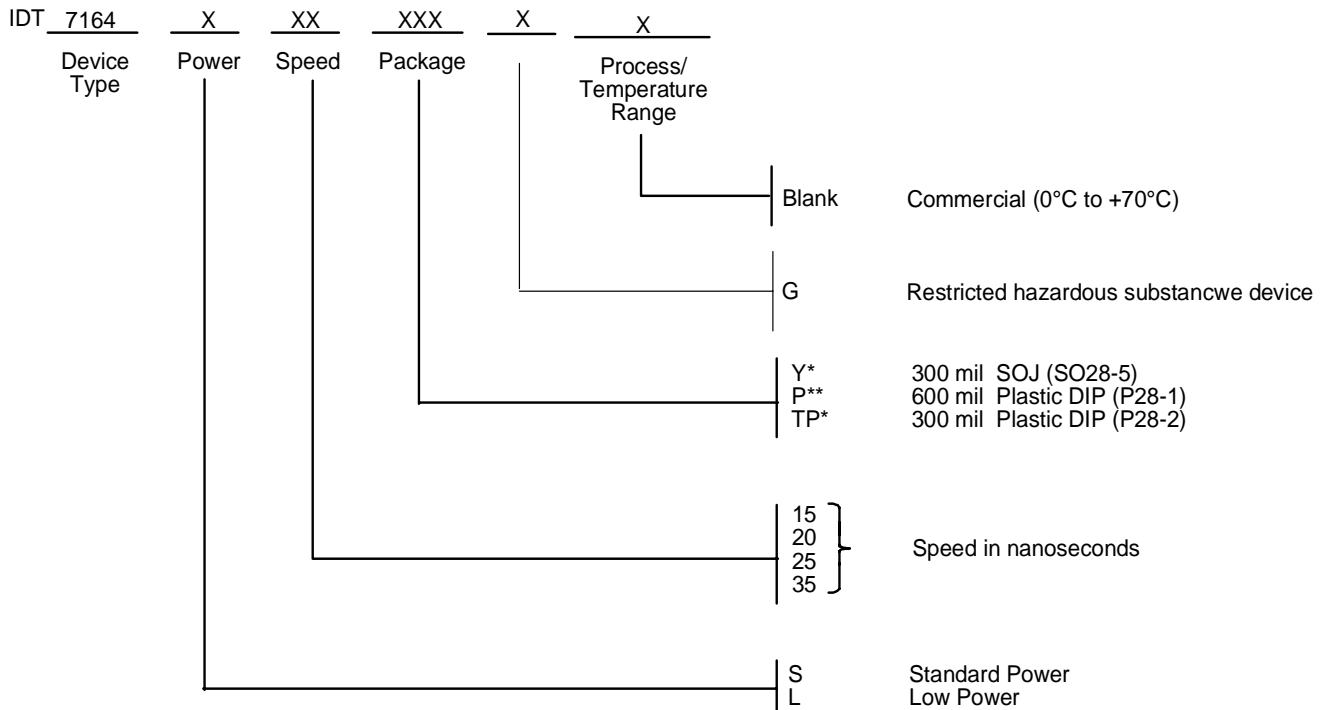 IDT 7164 X XX XXX X X
Device Type Power Speed Package Process/ Temperature Range
Blank Commercial (0°C to +70°C)
G Restricted hazardous substancwe device
Y* 300 mil SOJ (SO28-5)
P** 600 mil Plastic DIP (P28-1)
TP* 300 mil Plastic DIP (P28-2)
15
20
25
35
Speed in nanoseconds
S Standard Power
L Low Power